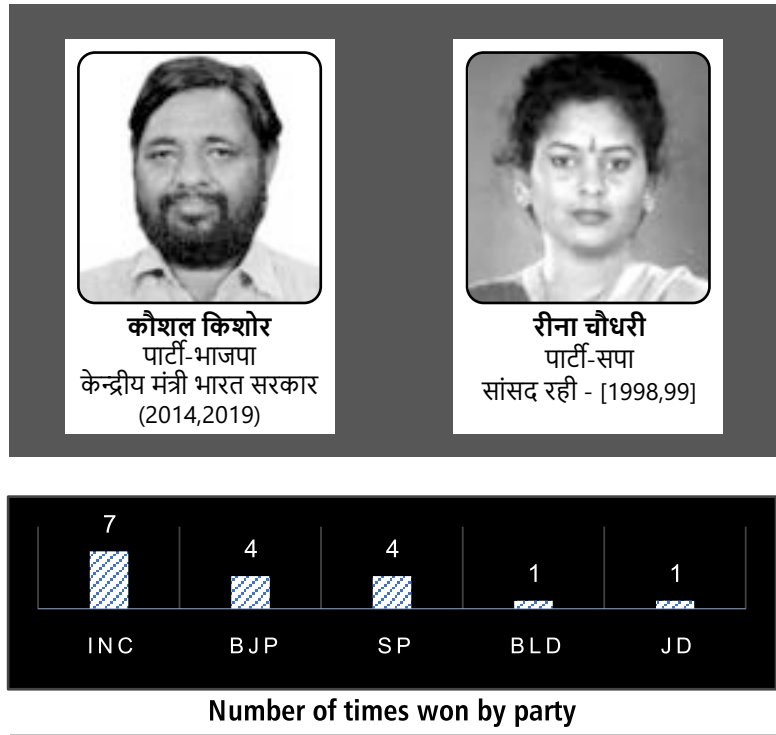 कौशल किशोर
पार्टी-भाजपा
केन्द्रीय मंत्री भारत सरकार
(2014,2019)
रीना चौधरी
पार्टी-सपा
सांसद रही - [1998,99]
7 4 4 1 1
INC BJP SP BLD JD
Number of times won by party